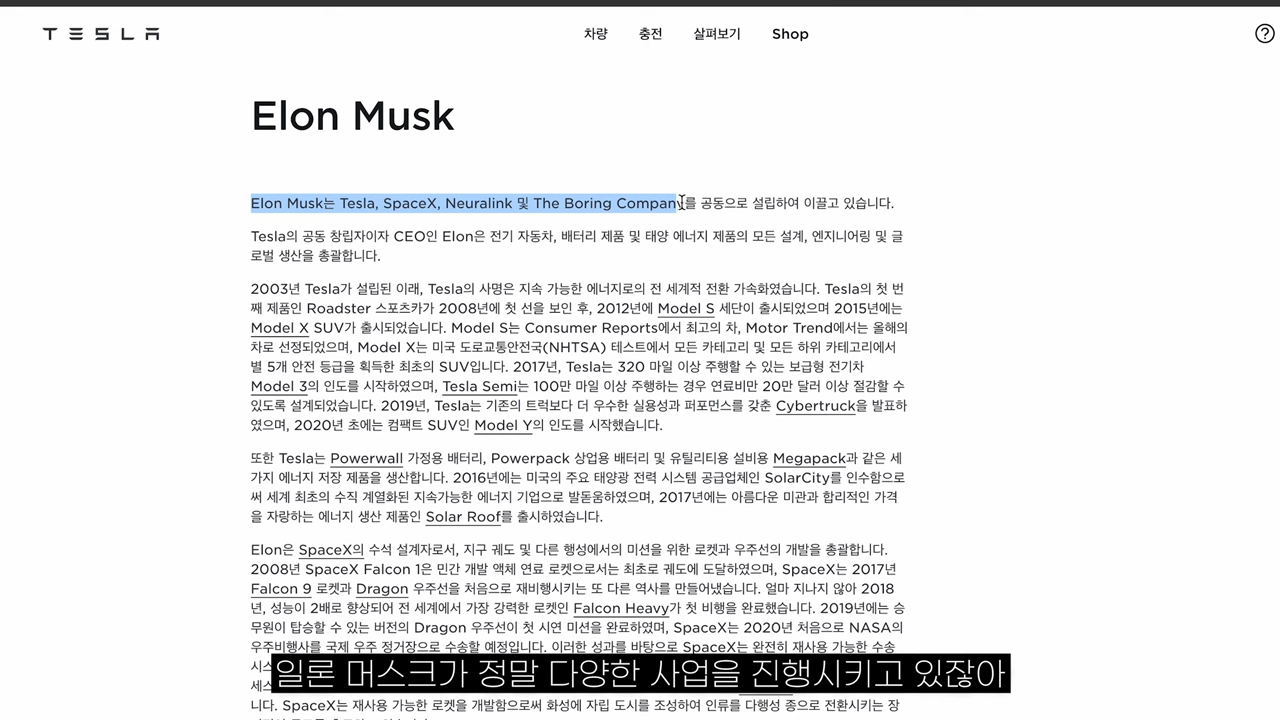 TESLA
차량 충전 살펴보기 Shop
Elon Musk
Elon Musk는 Tesla, SpaceX, Neuralink 및 The Boring Company를 공동으로 설립하여 이끌고 있습니다.
Tesla의 공동 창립자이자 CEO인 Elon은 전기 자동차, 배터리 제품 및 태양 에너지 제품의 모든 설계, 엔지니어링 및 글
로벌 생산을 총괄합니다.
2003년 Tesla가 설립된 이래, Tesla의 사명은 지속 가능한 에너지로의 전 세계적 전환 가속화였습니다. Tesla의 첫 번
째 제품인 Roadster 스포츠카가 2008년에 첫 선을 보인 후, 2012년에 Model S 세단이 출시되었으며 2015년에는
Model X SUV가 출시되었습니다. Model S는 Consumer Reports에서 최고의 차, Motor Trend에서는 올해의
차로 선정되었으며, Model X는 미국 도로교통안전국(NHTSA) 테스트에서 모든 카테고리 및 모든 하위 카테고리에서
별 5개 안전 등급을 획득한 최초의 SUV입니다. 2017년, Tesla는 320 마일 이상 주행할 수 있는 보급형 전기차
Model 3의 인도를 시작하였으며, Tesla Semi는 100만 마일 이상 주행하는 경우 연료비만 20만 달러 이상 절감할 수
있도록 설계되었습니다. 2019년, Tesla는 기존의 트럭보다 더 우수한 실용성과 퍼포먼스를 갖춘 Cybertruck을 발표하
였으며, 2020년 초에는 컴팩트 SUV인 Model Y의 인도를 시작했습니다.
또한 Tesla는 Powerwall 가정용 배터리, Powerpack 상업용 배터리 및 유틸리티용 설비용 Megapack과 같은 세
가지 에너지 저장 제품을 생산합니다. 2016년에는 미국의 주요 태양광 전력 시스템 공급업체인 SolarCity를 인수함으로
써 세계 최초의 수직 계열화된 지속가능한 에너지 기업으로 발돋움하였으며, 2017년에는 아름다운 미관과 합리적인 가격
을 자랑하는 에너지 생산 제품인 Solar Roof를 출시하였습니다.
Elon은 SpaceX의 수석 설계자로서, 지구 궤도 및 다른 행성에서의 미션을 위한 로켓과 우주선의 개발을 총괄합니다.
2008년 SpaceX Falcon 1은 민간 개발 액체 연료 로켓으로서는 최초로 궤도에 도달하였으며, SpaceX는 2017년
Falcon 9 로켓과 Dragon 우주선을 처음으로 재비행시키는 또 다른 역사를 만들어냈습니다. 얼마 지나지 않아 2018
년, 성능이 2배로 향상되어 전 세계에서 가장 강력한 로켓인 Falcon Heavy가 첫 비행을 완료했습니다. 2019년에는 승
무원이 탑승할 수 있는 버전의 Dragon 우주선이 첫 시연 미션을 완료하였며, SpaceX는 2020년 처음으로 NASA의
우주비행사를 국제 우주 정거장으로 수송할 예정입니다. 이러한 성과를 바탕으로 SpaceX는 완전히 재사용 가능한 수송
시스
세스
일론 머스크가 정말 다양한 사업을 진행시키고 있잖아
니다. SpaceX는 재사용 가능한 로켓을 개발함으로써 화성에 자립 도시를 조성하여 인류를 다행성 종으로 전환시키는 장